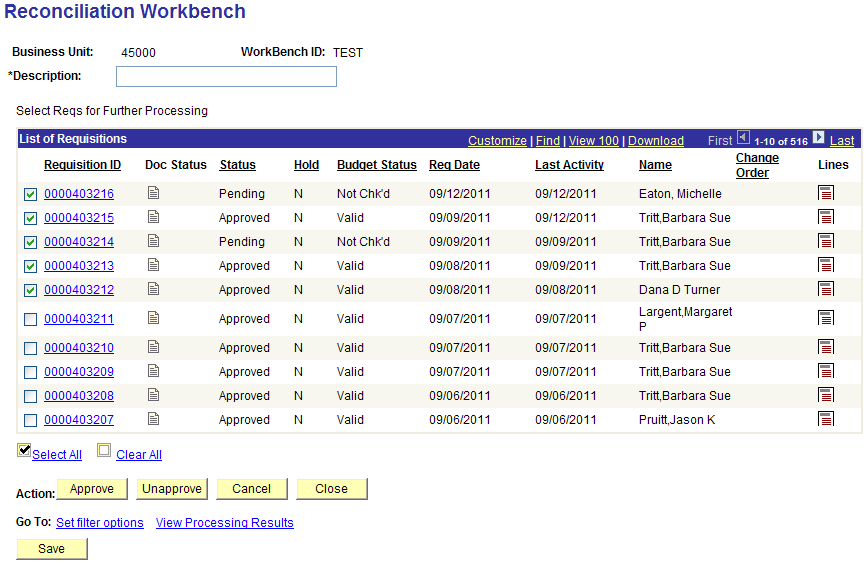 Reconciliation Workbench
Business Unit: 45000 WorkBench ID: TEST
*Description:
Select Reqs for Further Processing
List of Requisitions Customize | Find | View 100 | Download First 1-10 of 516 Last
Requisition ID Doc Status Status Hold Budget Status Req Date Last Activity Name Change Order Lines
0000403216 Pending N Not Chk'd 09/12/2011 09/12/2011 Eaton, Michelle
0000403215 Approved N Valid 09/09/2011 09/12/2011 Tritt,Barbara Sue
0000403214 Pending N Not Chk'd 09/09/2011 09/09/2011 Tritt,Barbara Sue
0000403213 Approved N Valid 09/08/2011 09/09/2011 Tritt,Barbara Sue
0000403212 Approved N Valid 09/08/2011 09/08/2011 Dana D Turner
0000403211 Approved N Valid 09/07/2011 09/07/2011 Largent,Margaret P
0000403210 Approved N Valid 09/07/2011 09/07/2011 Tritt,Barbara Sue
0000403209 Approved N Valid 09/07/2011 09/07/2011 Tritt,Barbara Sue
0000403208 Approved N Valid 09/06/2011 09/06/2011 Tritt,Barbara Sue
0000403207 Approved N Valid 09/06/2011 09/06/2011 Pruitt,Jason K
Select All Clear All
Action: Approve Unapprove Cancel Close
Go To: Set filter options View Processing Results
Save